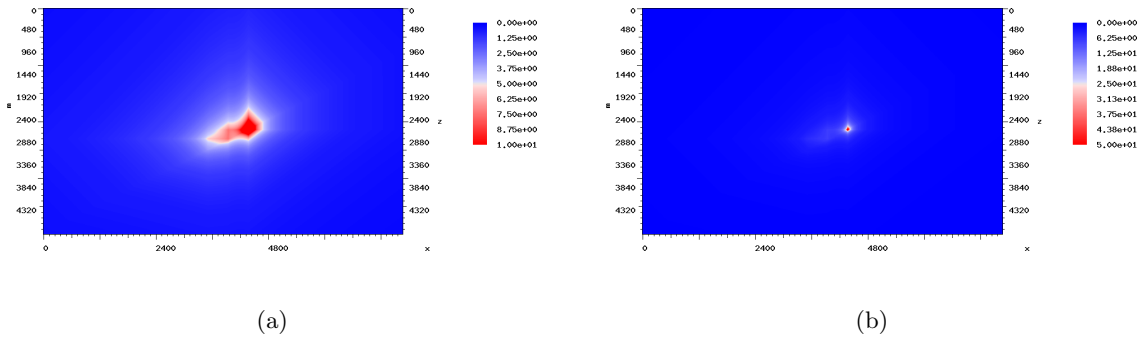 0 0 0.00e+00
480 480 1.25e+00
960 960 2.50e+00
1440 1440 3.75e+00
1920 1920 5.00e+00
m
2400 2400 z 6.25e+00
2880 2880 7.50e+00
3360 3360 8.75e+00
3840 3840 1.00e+01
4320 4320
0 2400 4800 x
(a)
0 0 0.00e+00
480 480 6.25e+00
960 960 1.25e+01
1440 1440 1.88e+01
1920 1920 2.50e+01
m
2400 2400 z 3.13e+01
2880 2880 3.75e+01
3360 3360 4.38e+01
3840 3840 5.00e+01
4320 4320
0 2400 4800 x
(b)